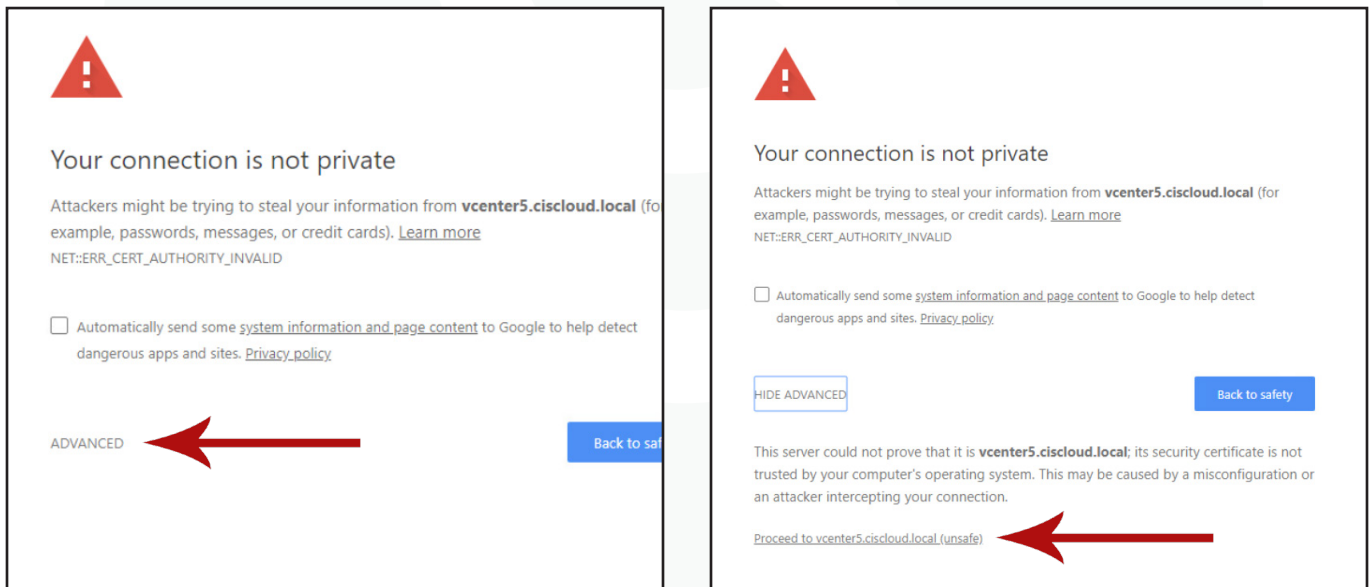 Your connection is not private
Attackers might be trying to steal your information from vcenter5.ciscloud.local (fo
example, passwords, messages, or credit cards). Learn more
NET::ERR_CERT_AUTHORITY_INVALID
Automatically send some system information and page content to Google to help detect
dangerous apps and sites. Privacy policy
ADVANCED
Back to saf
Your connection is not private
Attackers might be trying to steal your information from vcenter5.ciscloud.local (for
example, passwords, messages, or credit cards). Learn more
NET::ERR_CERT_AUTHORITY_INVALID
Automatically send some system information and page content to Google to help detect
dangerous apps and sites. Privacy policy
HIDE ADVANCED
Back to safety
This server could not prove that it is vcenter5.ciscloud.local; its security certificate is not
trusted by your computer's operating system. This may be caused by a misconfiguration or
an attacker intercepting your connection.
Proceed to vcenter5.ciscloud.local (unsafe)